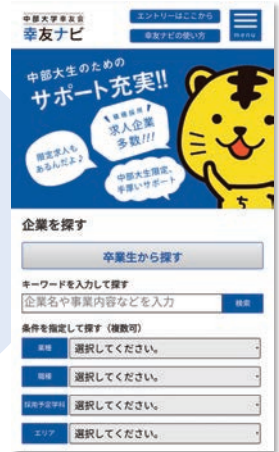 中部大学幸友会
幸友ナビ
エントリーはここから
幸友ナビの使い方
menu
中部大生のための
サポート充実!!
積極採用
求人企業
多数!!!
限定求人も
あるんだよ♪
中部大生限定、
手厚いサポート
ち
企業を探す
卒業生から探す
キーワードを入力して探す
企業名や事業内容などを入力
検索
条件を指定して探す（複数可）
業種
選択してください。
職種
選択してください。
採用予定学科
選択してください。
エリア
選択してください。